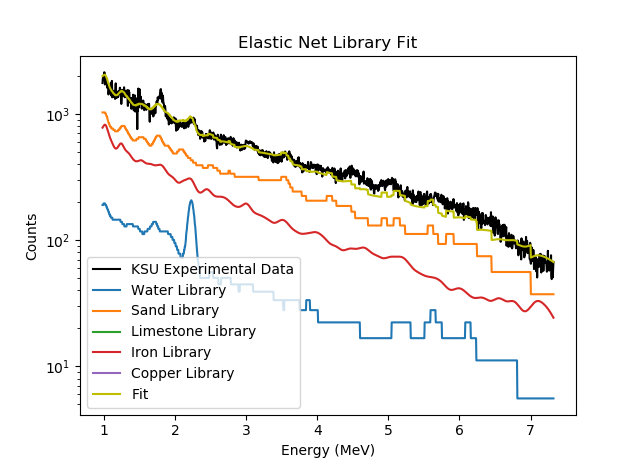 Elastic Net Library Fit
10³
10²
10¹
Counts
KSU Experimental Data
Water Library
Sand Library
Limestone Library
Iron Library
Copper Library
Fit
1 2 3 4 5 6 7
Energy (MeV)